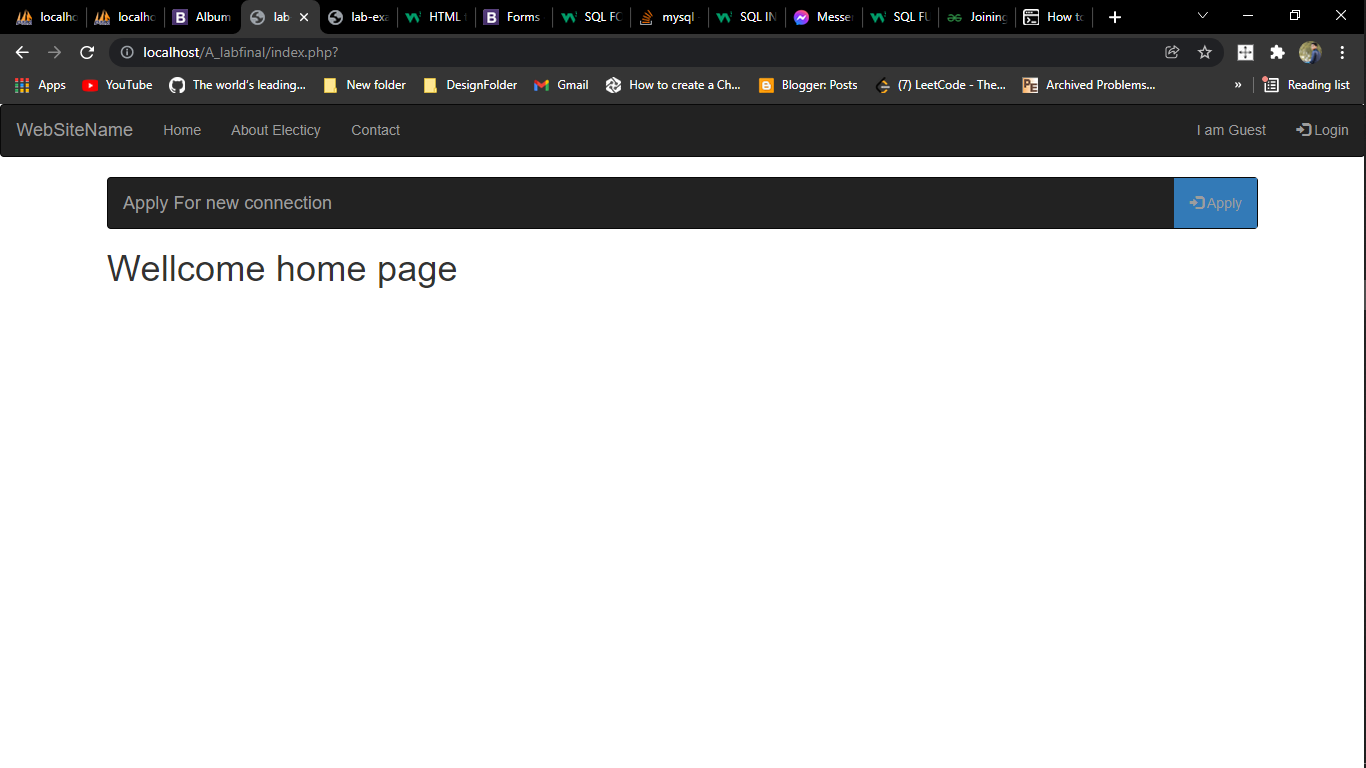 localhc localhc Album lab lab-exa HTML Forms SQL FO mysql SQL IN Messer SQL FU Joining How to
localhost/A_labfinal/index.php?
Apps YouTube The world's leading... New folder DesignFolder Gmail How to create a Ch... Blogger: Posts (7) LeetCode - The... Archived Problems... » Reading list
WebSiteName Home About Electicy Contact I am Guest Login
Apply For new connection Apply
Wellcome home page